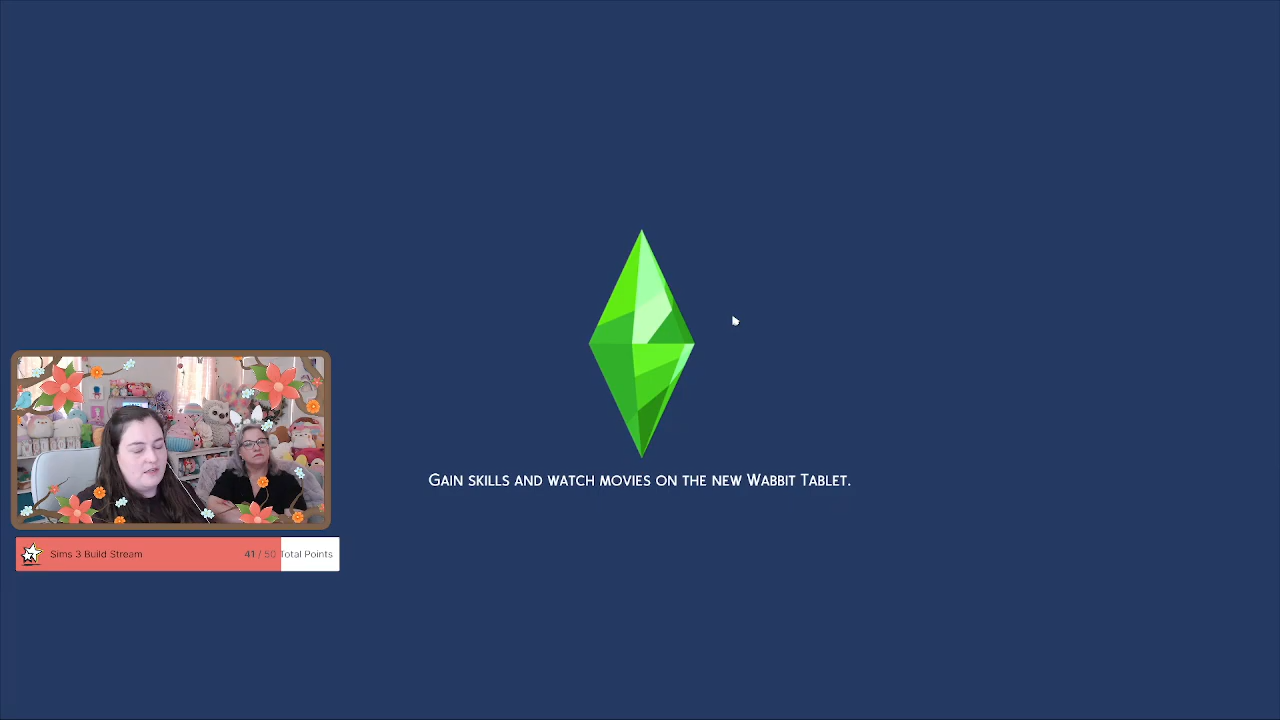 GAIN SKILLS AND WATCH MOVIES ON THE NEW WABBIT TABLET.
Sims 3 Build Stream 41 / 50 Total Points